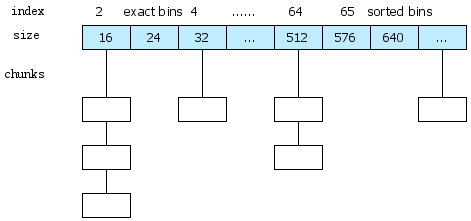 index 2 exact bins 4 ...... 64 65 sorted bins
size 16 24 32 ... 512 576 640 ...
chunks